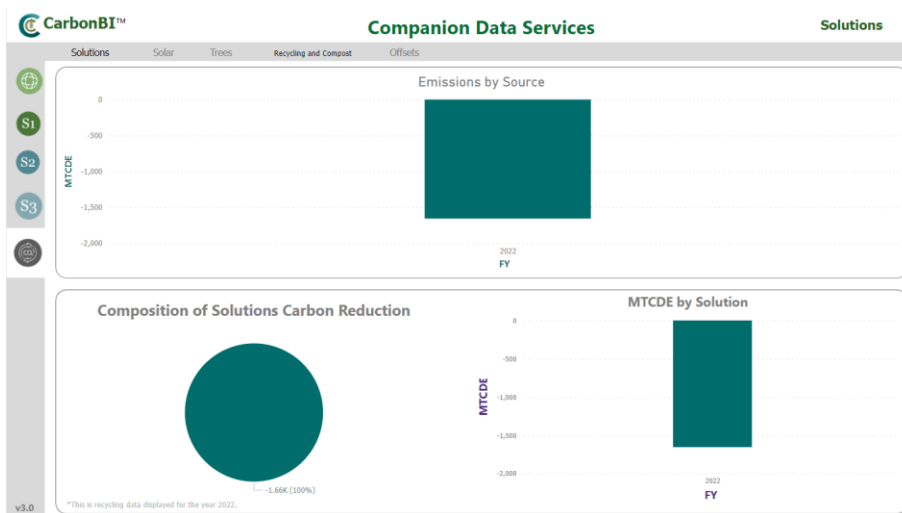 CarbonBI™
Companion Data Services
Solutions
Solutions Solar Trees Recycling and Compost Offsets
S1
S2
S3
CO₂
Emissions by Source
0
-500
-1,000
-1,500
-2,000
MTCDE
2022
FY
Composition of Solutions Carbon Reduction
-1.66K (100%)
*This is recycling data displayed for the year 2022.
MTCDE by Solution
0
-500
-1,000
-1,500
-2,000
MTCDE
2022
FY
v3.0